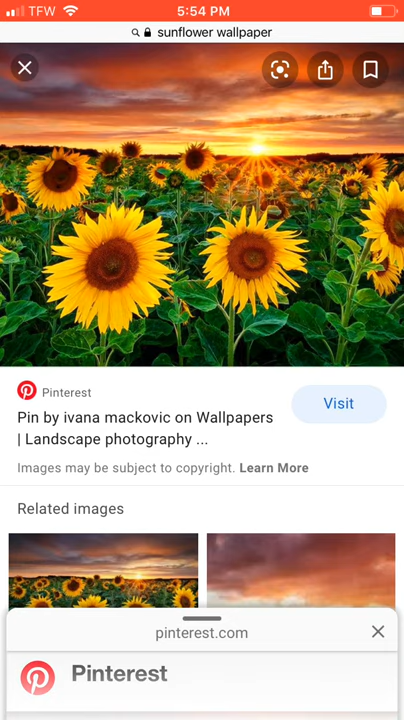 TFW 5:54 PM
sunflower wallpaper
Pinterest
Pin by ivana mackovic on Wallpapers
| Landscape photography ...
Visit
Images may be subject to copyright. Learn More
Related images
pinterest.com
Pinterest